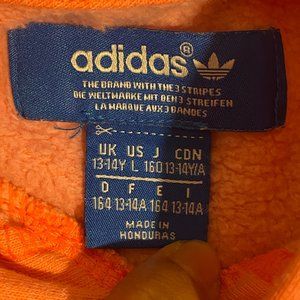 adidas®
THE BRAND WITH THE 3 STRIPES
DIE WELTMARKE MIT DEN 3 STREIFEN
LA MARQUE AUX 3 BANDES
UK US J CDN
13-14Y L 160 13-14Y/A
D F E I
164 13-14A 164 13-14A
MADE IN
HONDURAS